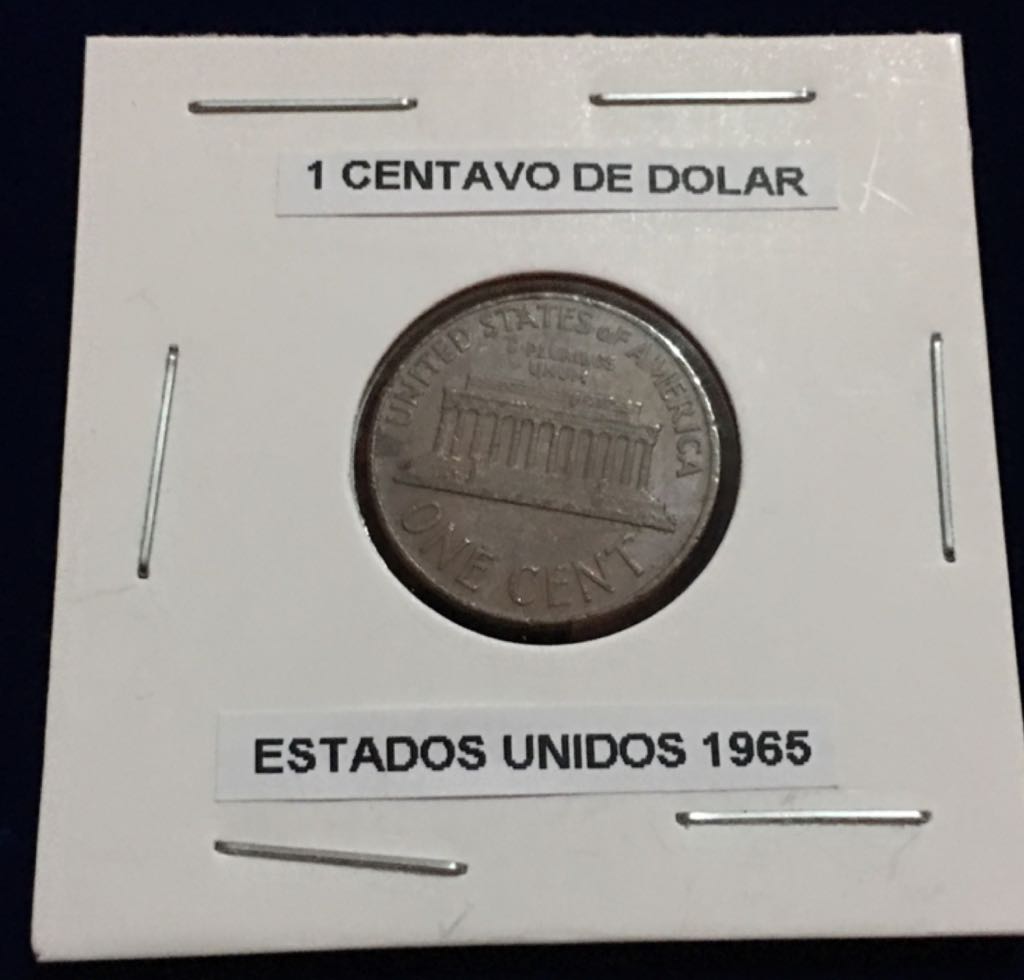 1 CENTAVO DE DOLAR
UNITED STATES OF AMERICA
E PLURIBUS
UNUM
ONE CENT
ESTADOS UNIDOS 1965